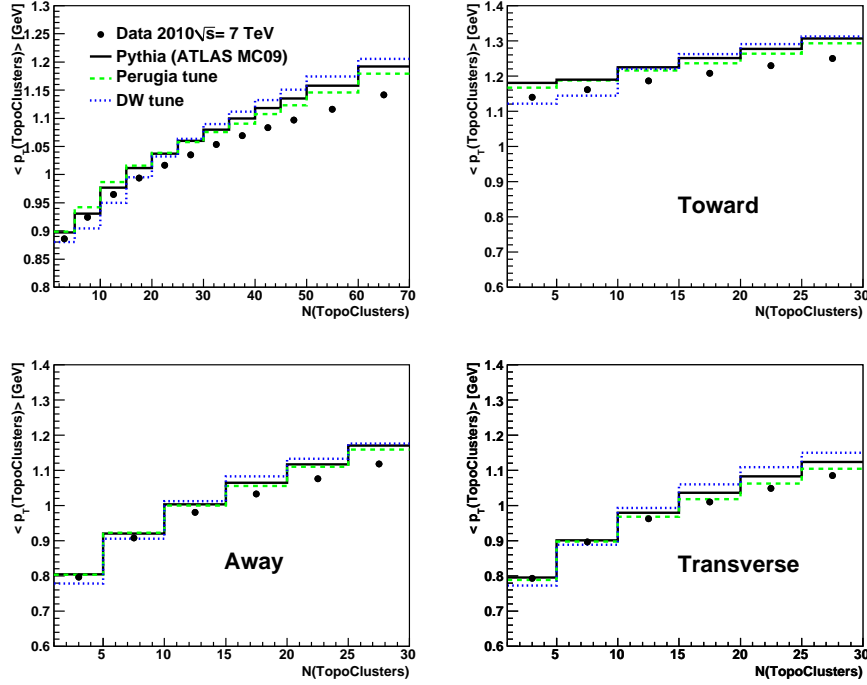 < pT(TopoClusters)> [GeV]
1.3
1.25
1.2
1.15
1.1
1.05
1
0.95
0.9
0.85
0.8
Data 2010√s= 7 TeV
Pythia (ATLAS MC09)
Perugia tune
DW tune
10 20 30 40 50 60 70
N(TopoClusters)
< pT(TopoClusters)> [GeV]
1.4
1.3
1.2
1.1
1
0.9
0.8
0.7
0.6
Toward
5 10 15 20 25 30
N(TopoClusters)
< pT(TopoClusters)> [GeV]
1.4
1.3
1.2
1.1
1
0.9
0.8
0.7
0.6
Away
5 10 15 20 25 30
N(TopoClusters)
< pT(TopoClusters)> [GeV]
1.4
1.3
1.2
1.1
1
0.9
0.8
0.7
0.6
Transverse
5 10 15 20 25 30
N(TopoClusters)